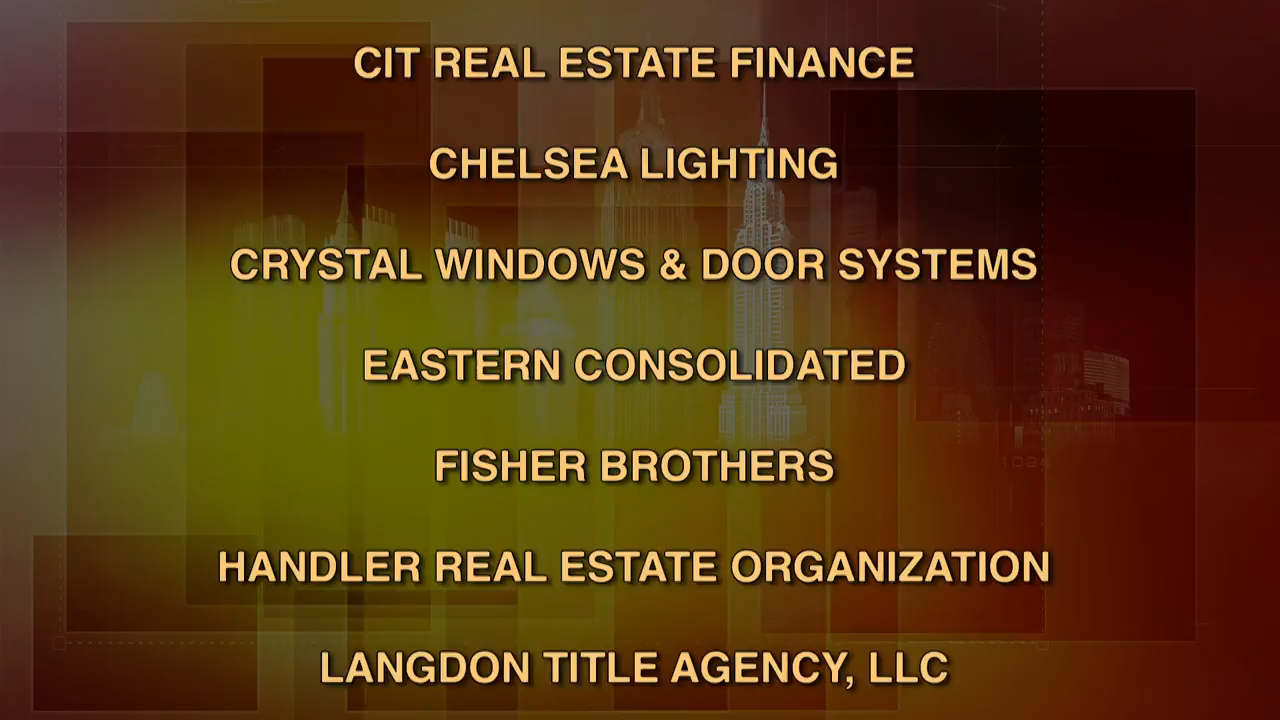 CIT REAL ESTATE FINANCE
CHELSEA LIGHTING
CRYSTAL WINDOWS & DOOR SYSTEMS
EASTERN CONSOLIDATED
FISHER BROTHERS
HANDLER REAL ESTATE ORGANIZATION
LANGDON TITLE AGENCY, LLC